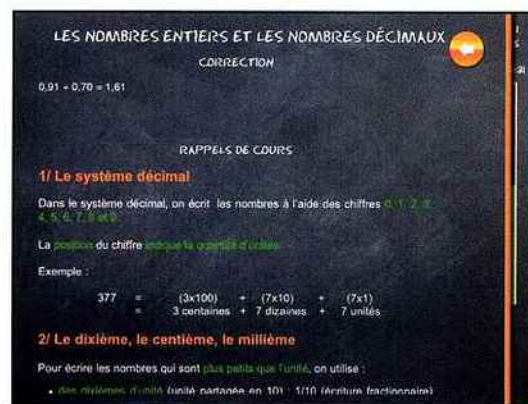 LES NOMBRES ENTIERS ET LES NOMBRES DÉCIMAUX
CORRECTION
0,91 + 0,70 = 1,61
RAPPELS DE COURS
1/ Le système décimal
Dans le système décimal, on écrit les nombres à l'aide des chiffres 0, 1, 2, 3,
4, 5, 6, 7, 8 et 9.
La position du chiffre indique la quantité d'unités.
Exemple :
377 = (3x100) + (7x10) + (7x1)
= 3 centaines + 7 dizaines + 7 unités
2/ Le dixième, le centième, le millième
Pour écrire les nombres qui sont plus petits que l'unité, on utilise :
• des dixièmes d'unité (unité partagée en 10) : 1/10 (écriture fractionnaire)